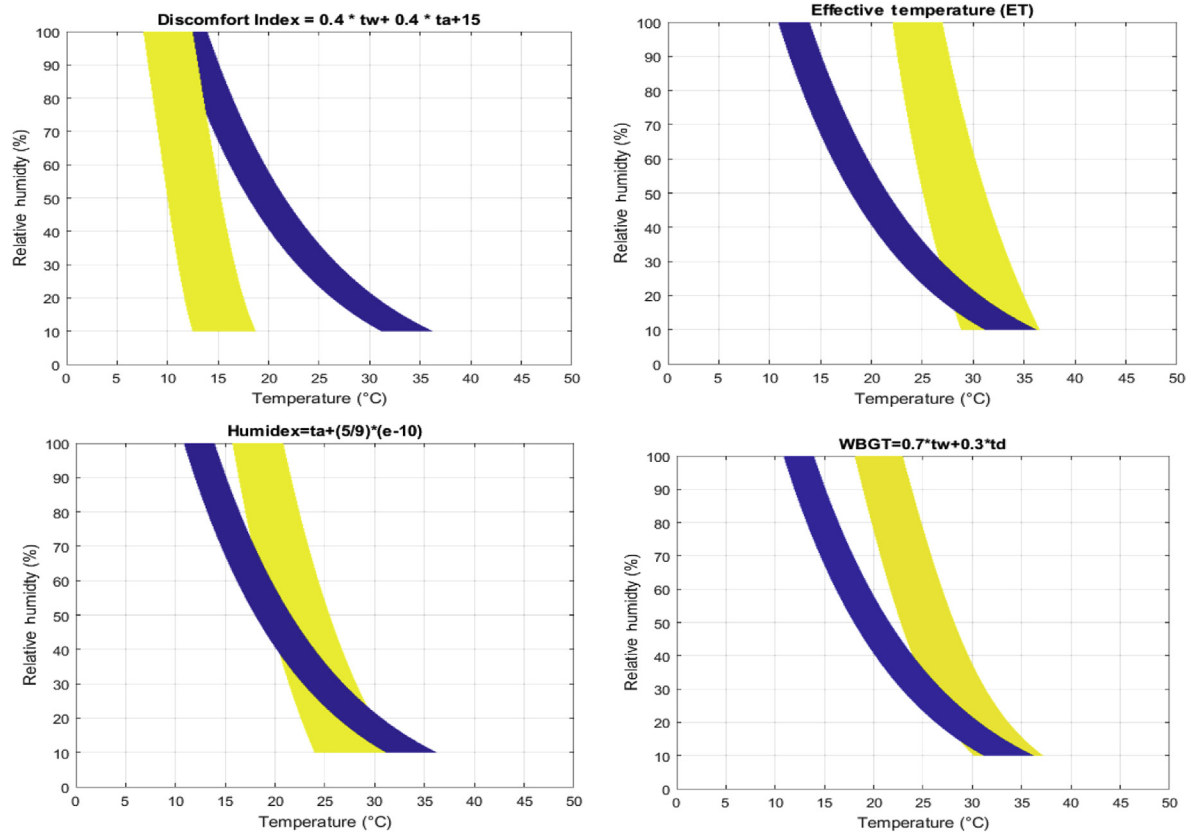 Discomfort Index = 0.4 * tw+ 0.4 * ta+15
100
90
80
70
60
50
40
30
20
10
0
Relative humidty (%)
0 5 10 15 20 25 30 35 40 45 50
Temperature (°C)
Effective temperature (ET)
100
90
80
70
60
50
40
30
20
10
0
Relative humidty (%)
0 5 10 15 20 25 30 35 40 45 50
Temperature (°C)
Humidex=ta+(5/9)*(e-10)
100
90
80
70
60
50
40
30
20
10
0
Relative humidty (%)
0 5 10 15 20 25 30 35 40 45 50
Temperature (°C)
WBGT=0.7*tw+0.3*td
100
90
80
70
60
50
40
30
20
10
0
Relative humidty (%)
0 5 10 15 20 25 30 35 40 45 50
Temperature (°C)